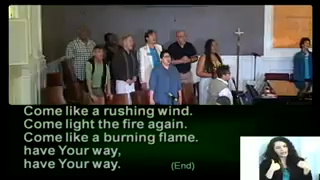 Come like a rushing wind.
Come light the fire again.
Come like a burning flame.
have Your way,
have Your way. (End)